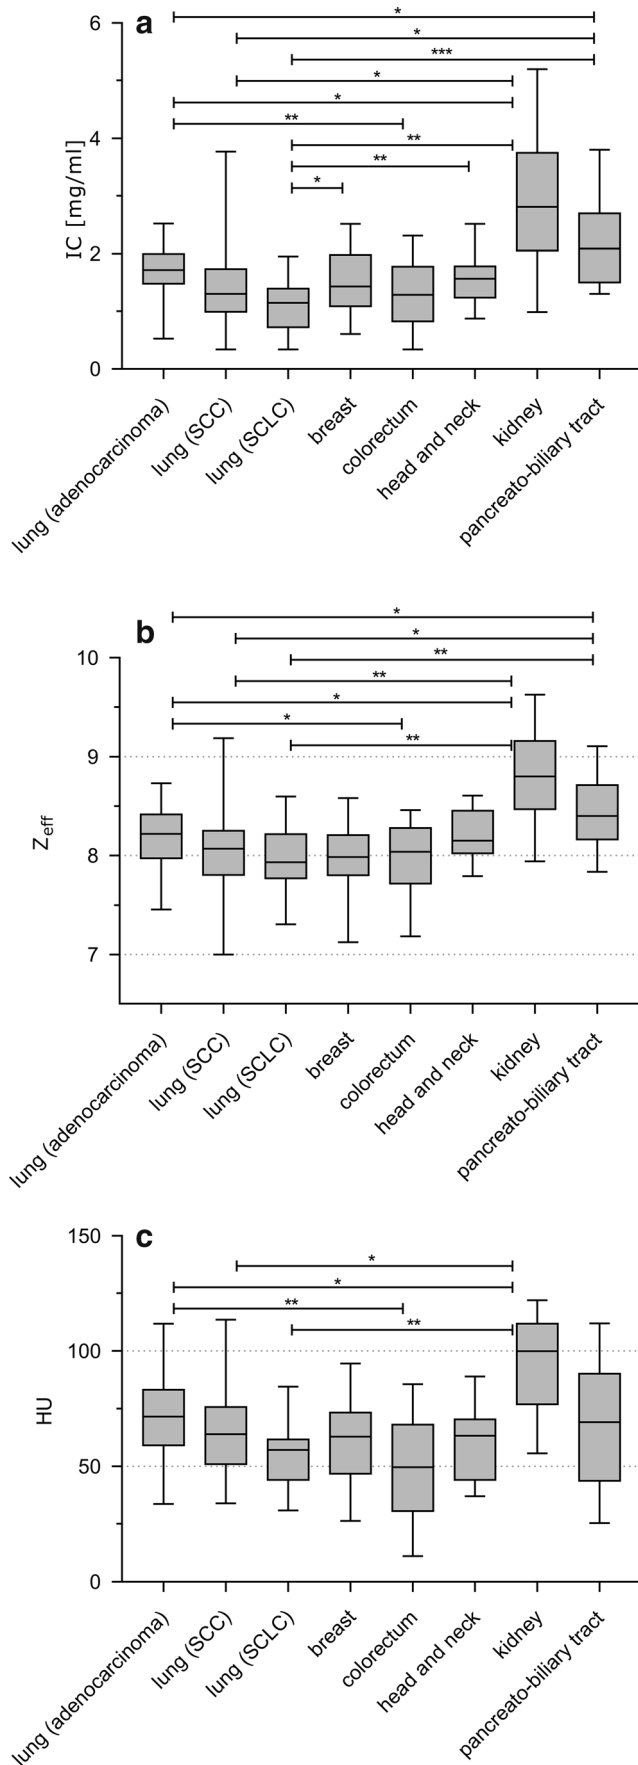 a
*
*
***
*
*
**
**
**
*
IC [mg/ml]
6
4
2
0
lung (adenocarcinoma)
lung (SCC)
lung (SCLC)
breast
colorectum
head and neck
kidney
pancreato-biliary tract
b
*
*
**
**
*
*
**
Zeff
10
9
8
7
lung (adenocarcinoma)
lung (SCC)
lung (SCLC)
breast
colorectum
head and neck
kidney
pancreato-biliary tract
c
*
*
**
**
HU
150
100
50
0
lung (adenocarcinoma)
lung (SCC)
lung (SCLC)
breast
colorectum
head and neck
kidney
pancreato-biliary tract